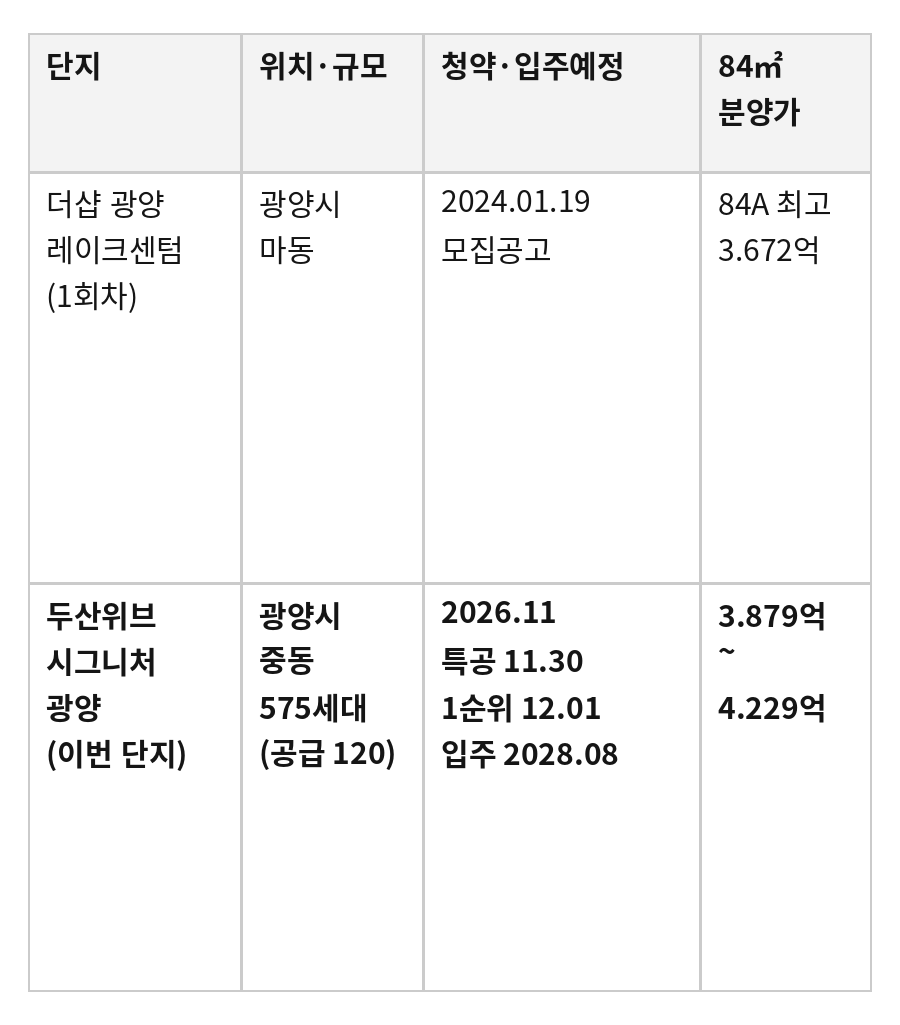 단지
위치·규모
청약·입주예정
84㎡
분양가
더샵 광양
레이크센텀
(1회차)
광양시
마동
2024.01.19
모집공고
84A 최고
3.672억
두산위브
시그니처
광양
(이번 단지)
광양시
중동
575세대
(공급 120)
2026.11
특공 11.30
1순위 12.01
입주 2028.08
3.879억
~
4.229억